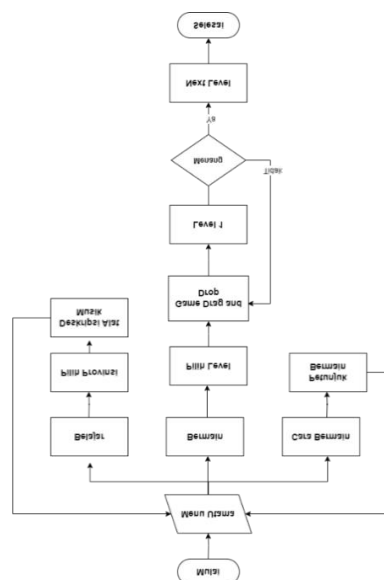 Mulai
Menu Utama
Belajar
Bermain
Cara Bermain
Pilih Provinsi
Pilih Level
Petunjuk
Bermain
Deskripsi Alat
Musik
Game Drag and
Drop
Level 1
Menang
Tidak
Ya
Next Level
Selesai